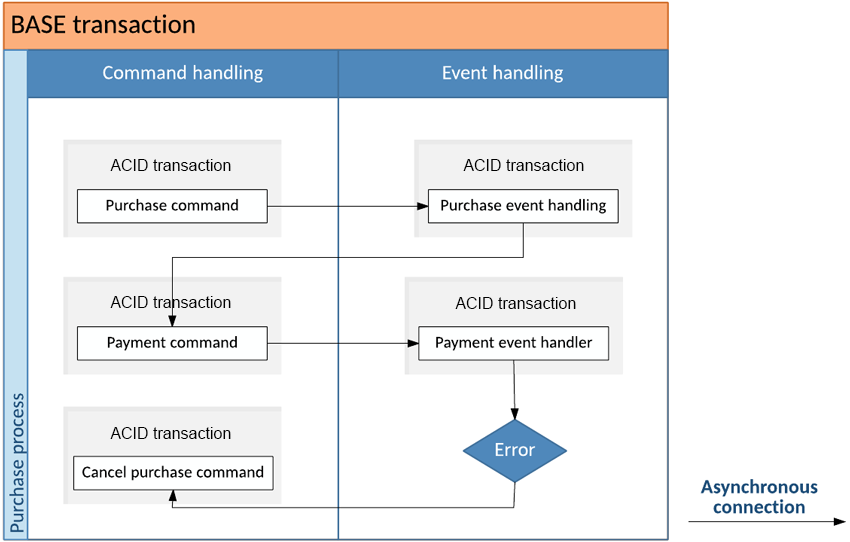 BASE transaction
Command handling
Event handling
ACID transaction
Purchase command
ACID transaction
Purchase event handling
ACID transaction
Payment command
ACID transaction
Payment event handler
ACID transaction
Cancel purchase command
Error
Purchase process
Asynchronous
connection